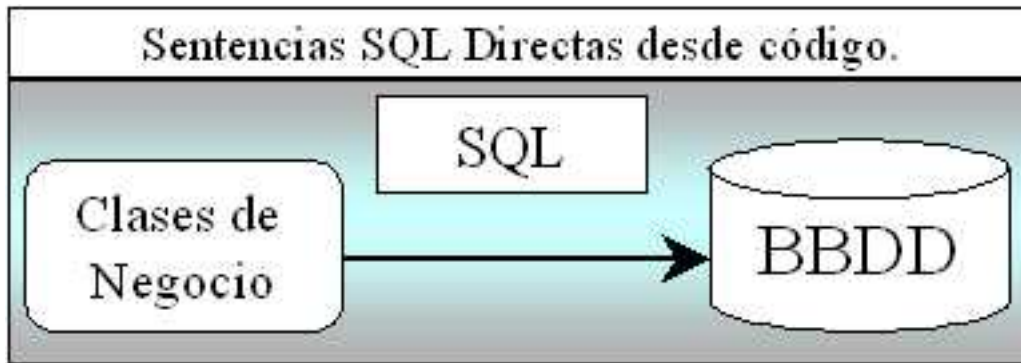 Sentencias SQL Directas desde código.
SQL
Clases de
Negocio
BBDD